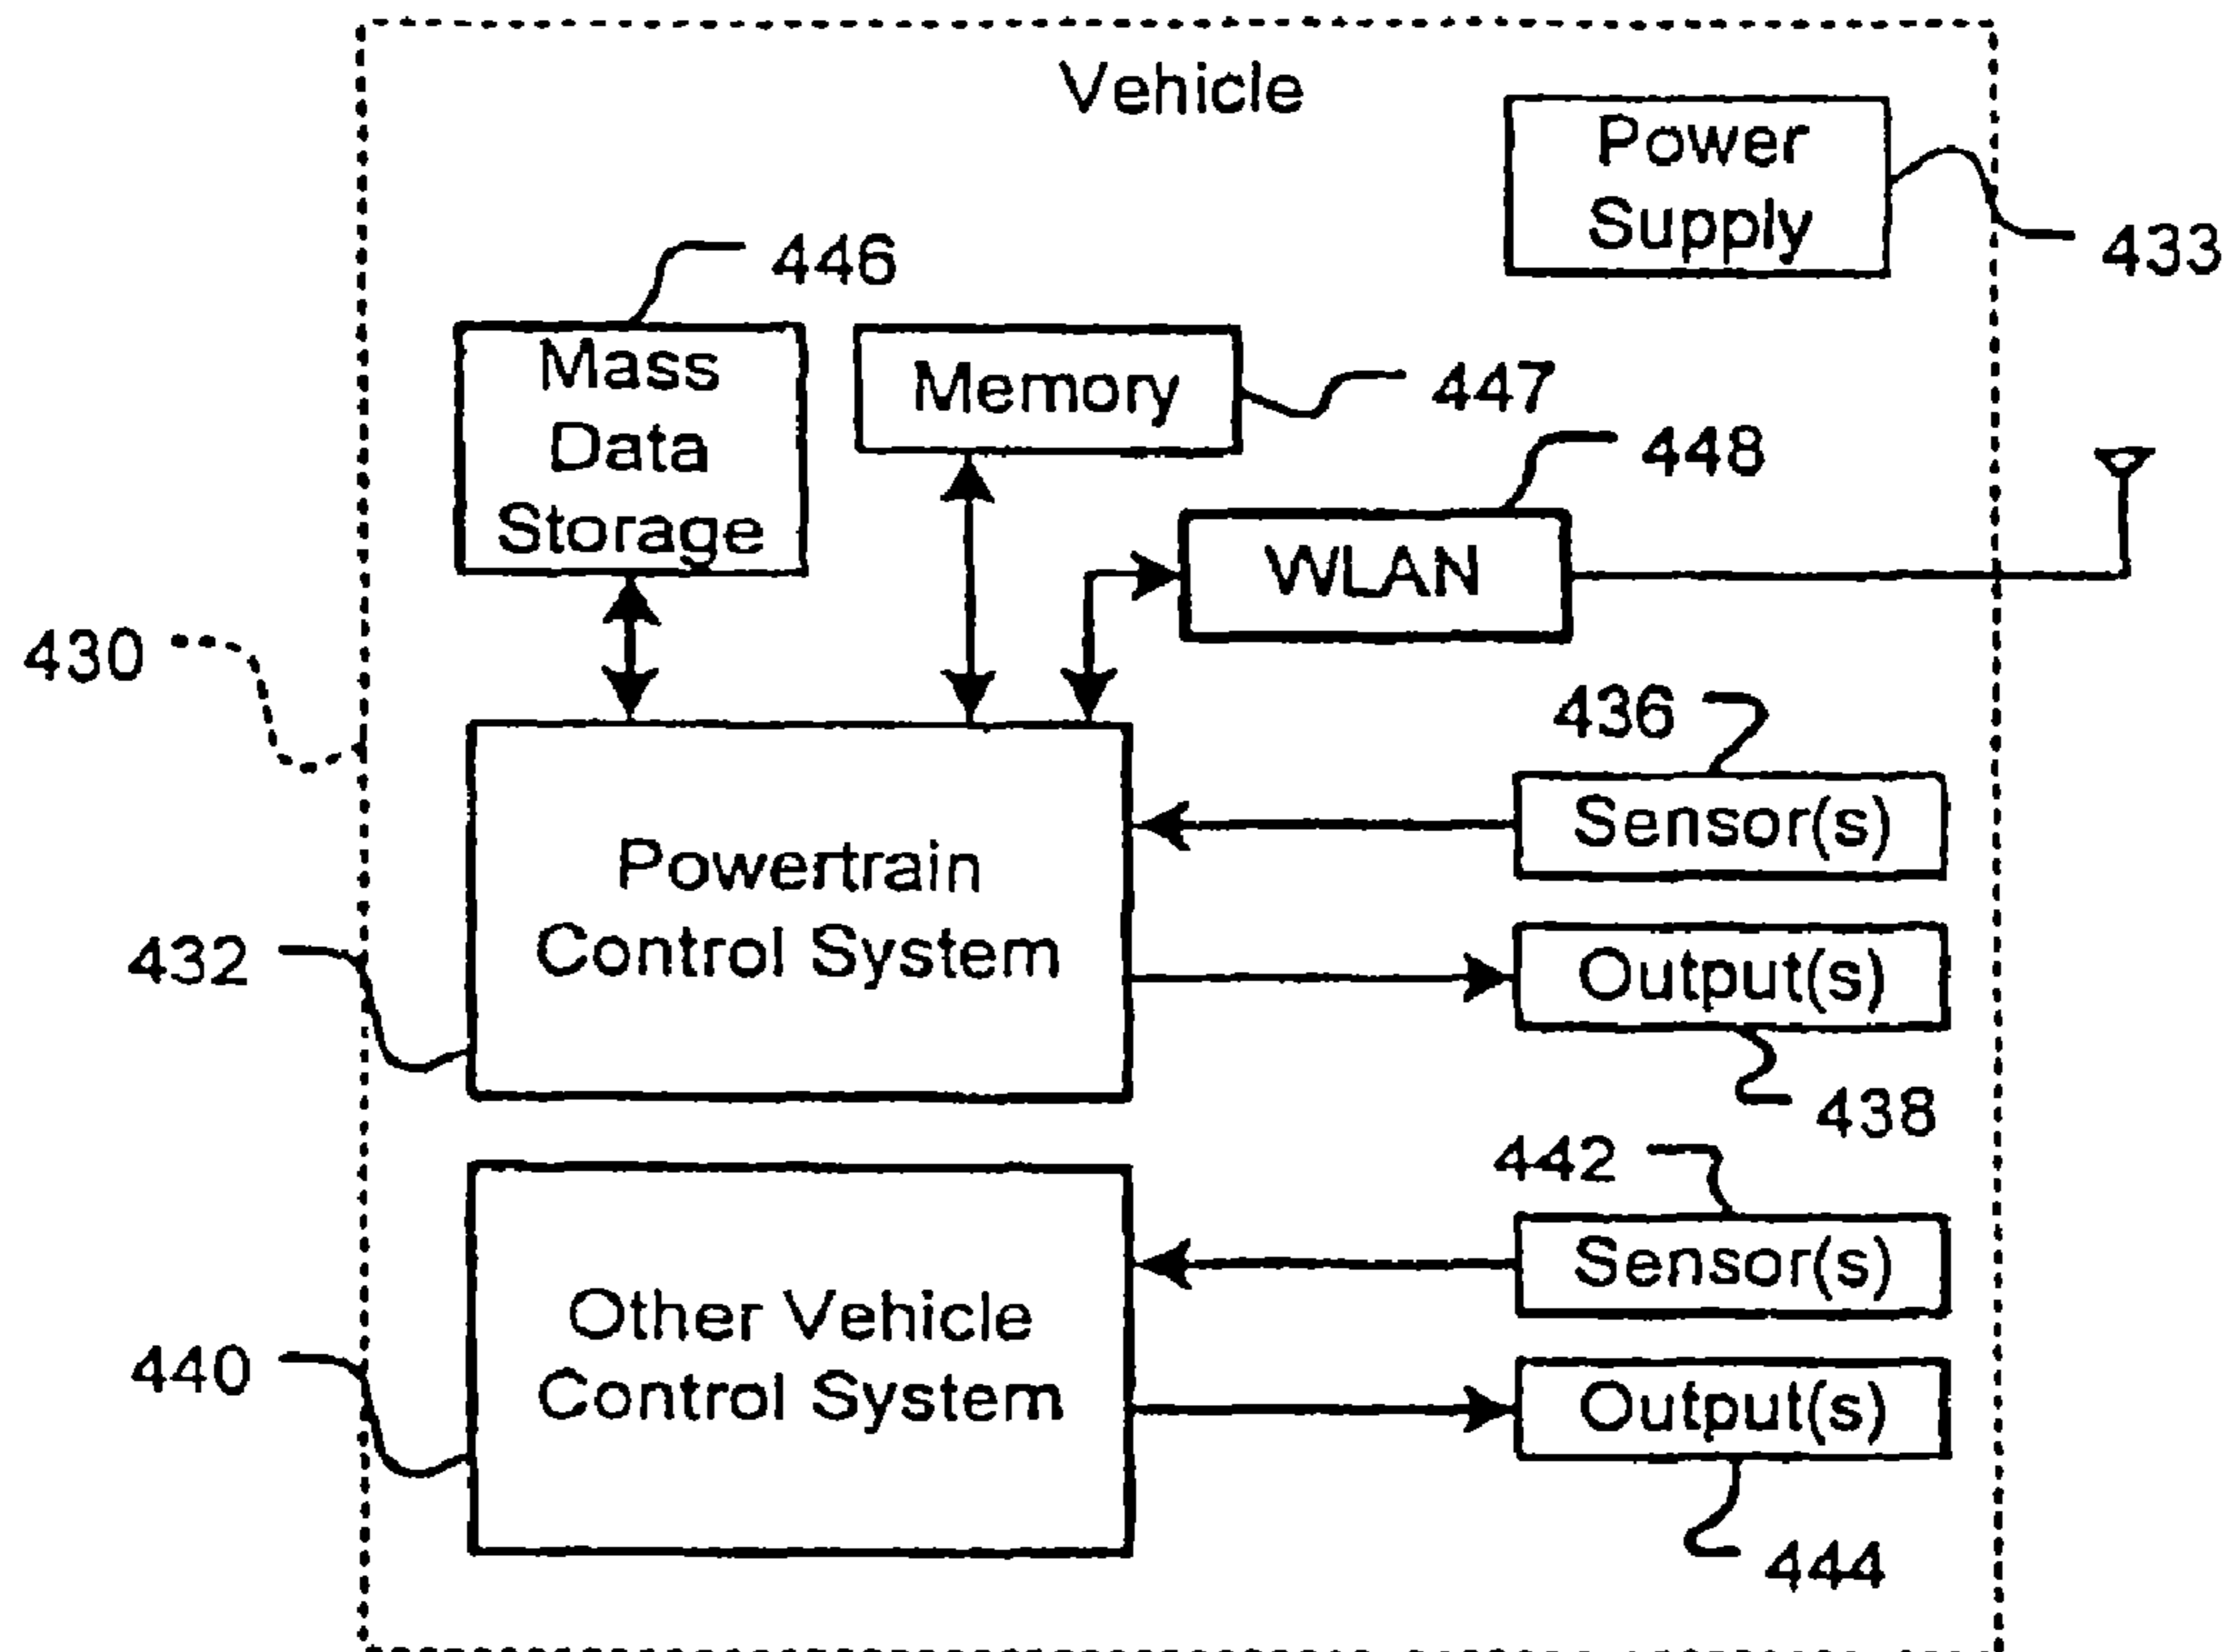 Vehicle
Power
Supply
433
446
Mass
Data
Storage
Memory
447
448
WLAN
430
436
Sensor(s)
Powertrain
Control System
432
Output(s)
438
442
Sensor(s)
Other Vehicle
Control System
440
Output(s)
444